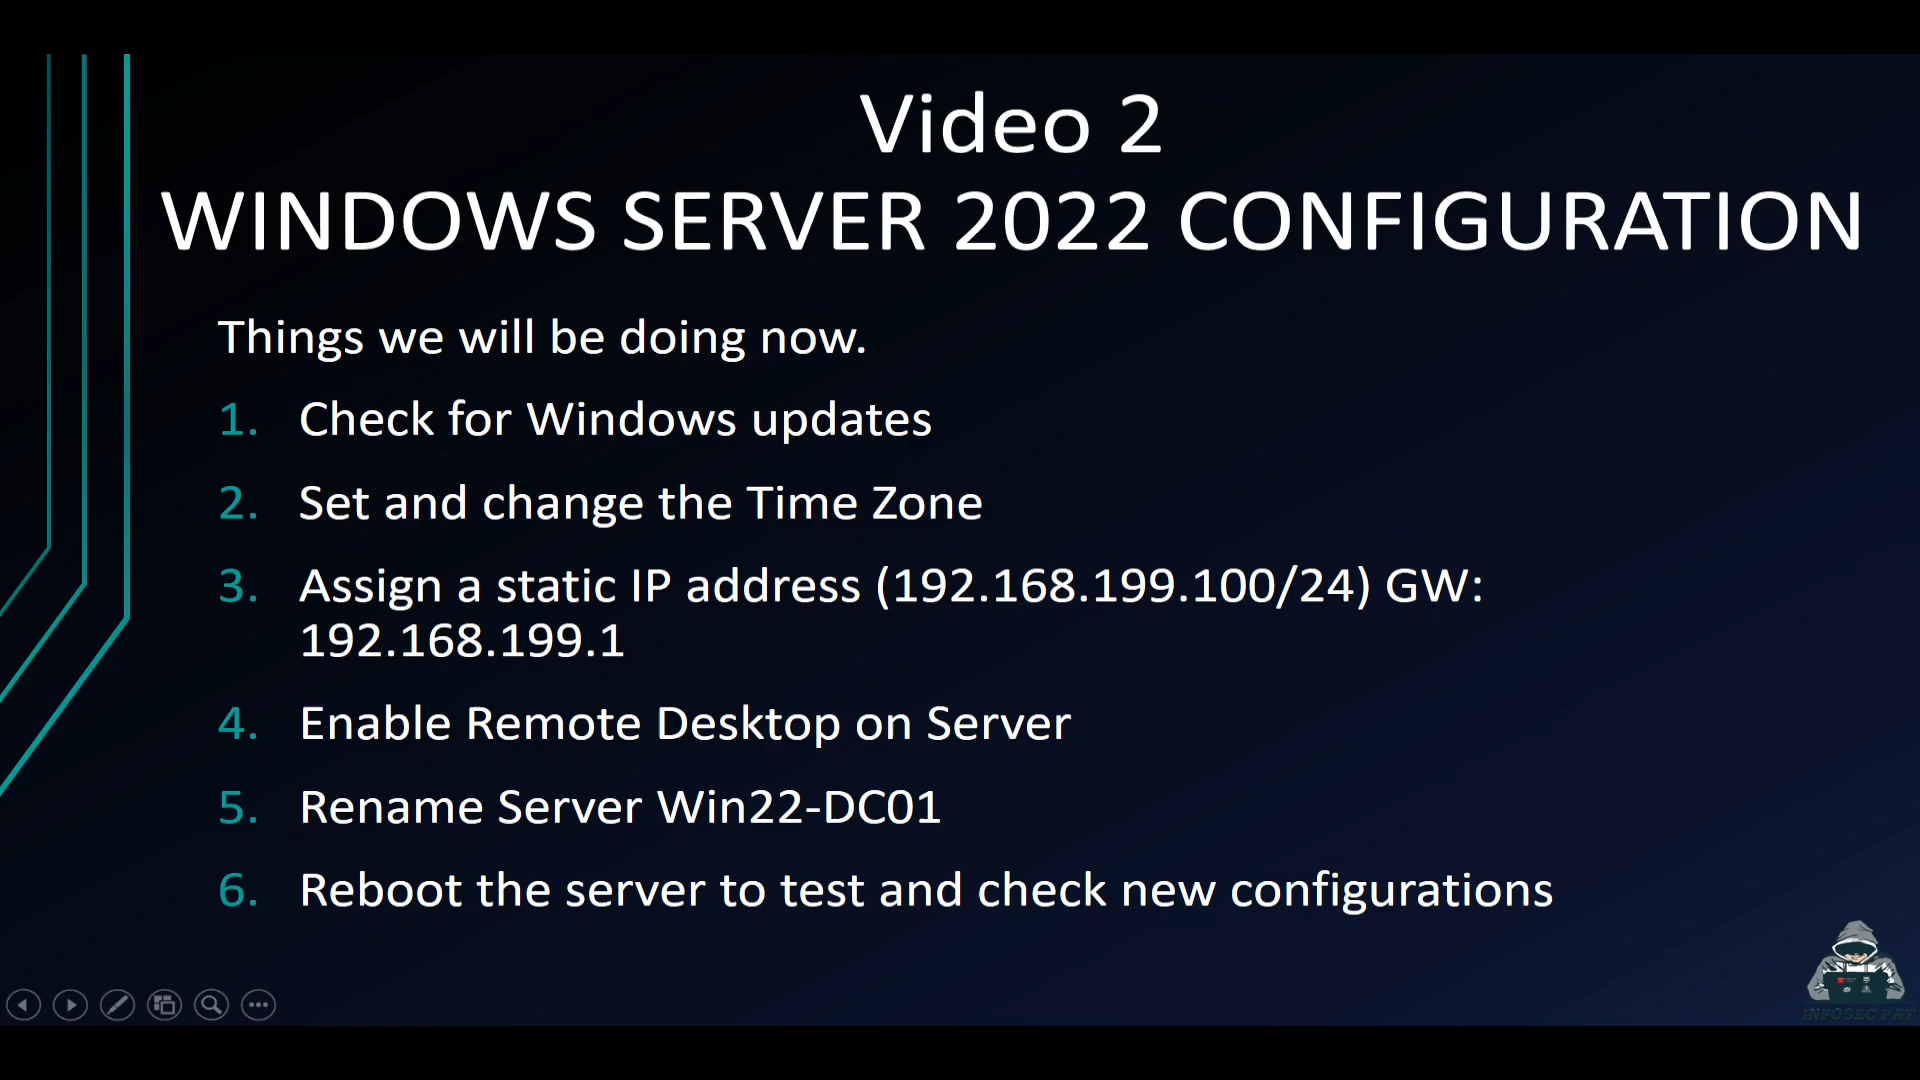 Video 2
WINDOWS SERVER 2022 CONFIGURATION
Things we will be doing now.
1. Check for Windows updates
2. Set and change the Time Zone
3. Assign a static IP address (192.168.199.100/24) GW:
192.168.199.1
4. Enable Remote Desktop on Server
5. Rename Server Win22-DC01
6. Reboot the server to test and check new configurations
INFOSEC PAT